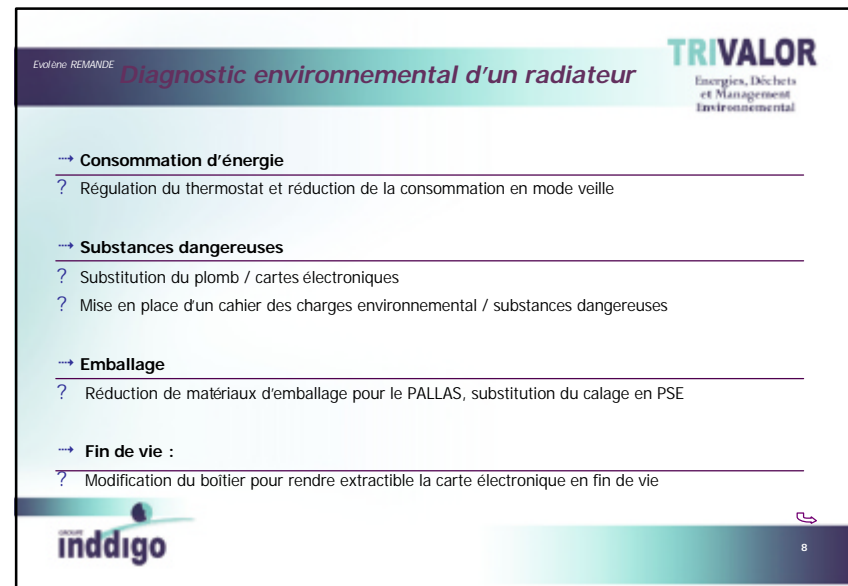 Evolène REMANDE
Diagnostic environnemental d'un radiateur
TRIVALOR
Energies, Déchets
et Management
Environnemental
Consommation d'énergie
? Régulation du thermostat et réduction de la consommation en mode veille
Substances dangereuses
? Substitution du plomb / cartes électroniques
? Mise en place d'un cahier des charges environnemental / substances dangereuses
Emballage
? Réduction de matériaux d'emballage pour le PALLAS, substitution du calage en PSE
Fin de vie :
? Modification du boîtier pour rendre extractible la carte électronique en fin de vie
GROUPE
inddigo
8